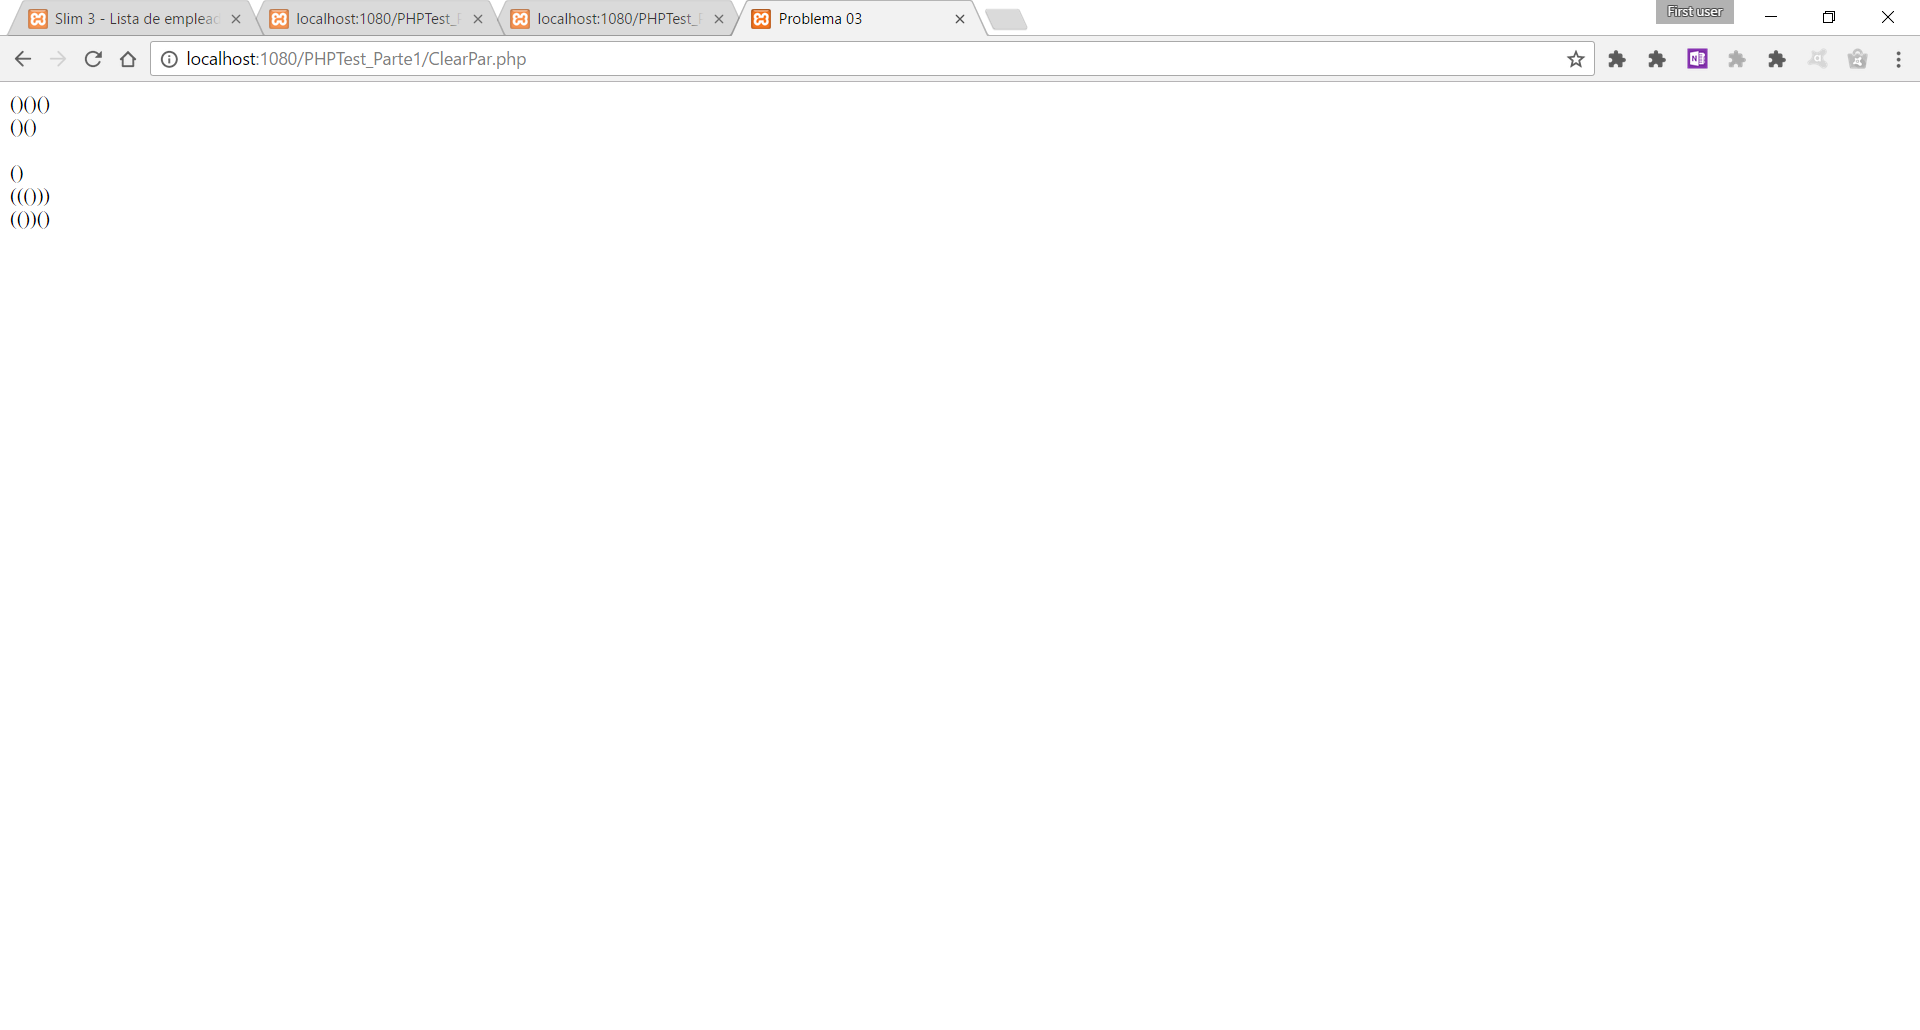 Slim 3 - Lista de emplead
localhost:1080/PHPTest_
localhost:1080/PHPTest_
Problema 03
First user
localhost:1080/PHPTest_Parte1/ClearPar.php
()()()
()()
()
((()))
(())()